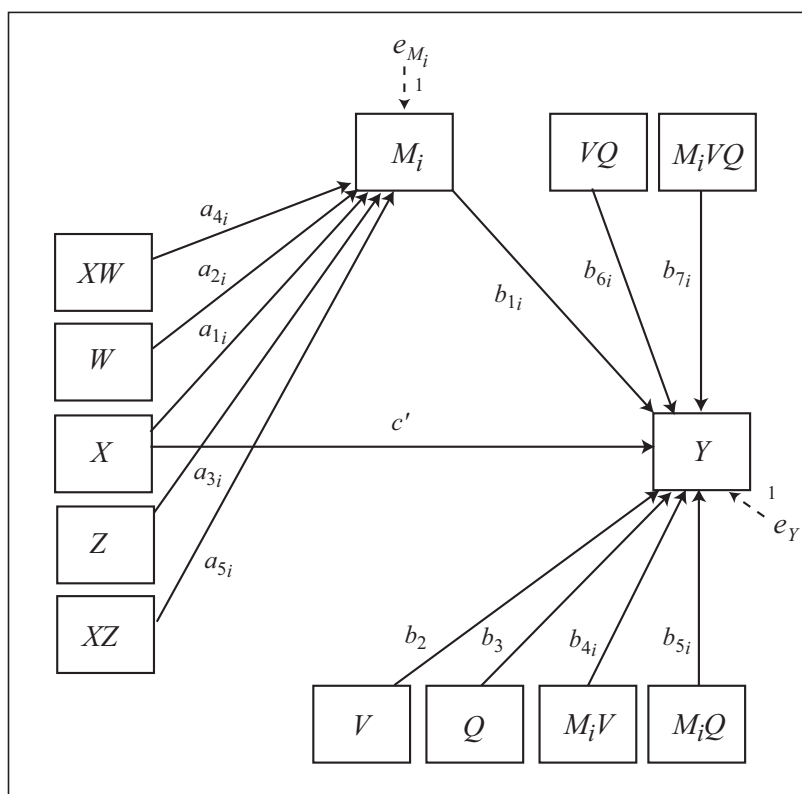 e_{M_i}
1
M_i
VQ
M_iVQ
a_{4i}
XW
a_{2i}
b_{6i}
b_{7i}
b_{1i}
a_{1i}
W
c′
X
Y
a_{3i}
1
e_Y
Z
a_{5i}
XZ
b_2
b_3
b_{4i}
b_{5i}
V
Q
M_iV
M_iQ